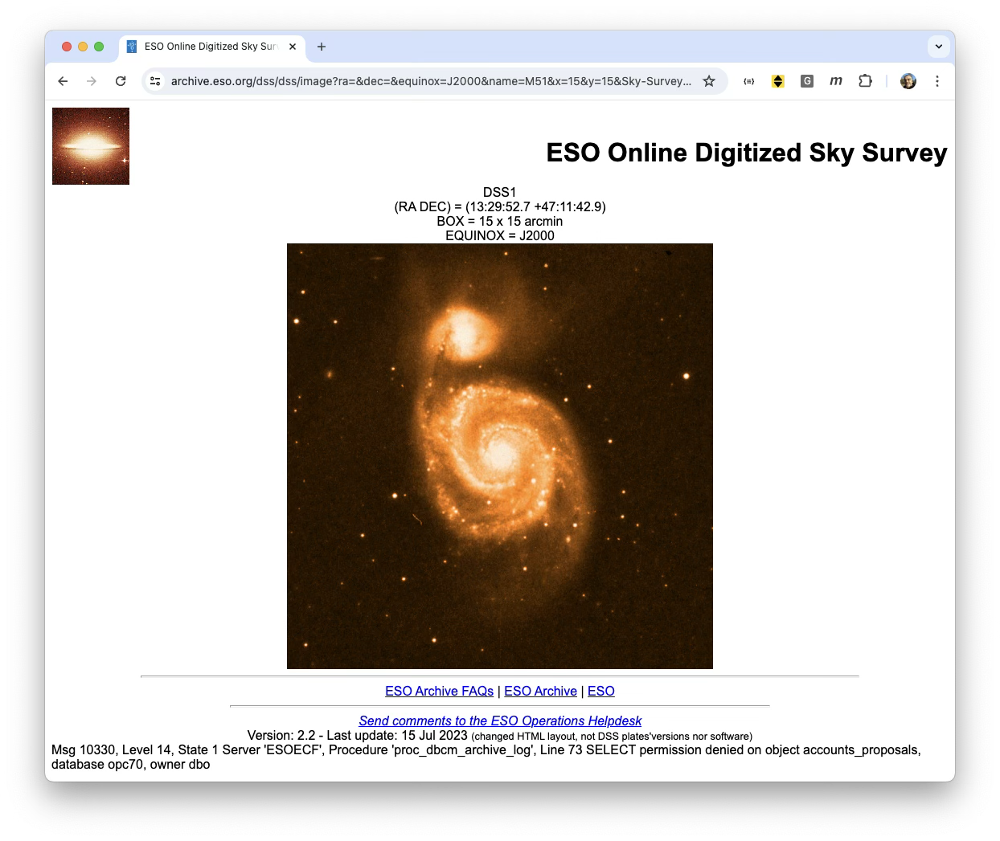 ESO Online Digitized Sky Sur
archive.eso.org/dss/dss/image?ra=&dec=&equinox=J2000&name=M51&x=15&y=15&Sky-Survey...
G
m
ESO Online Digitized Sky Survey
DSS1
(RA DEC) = (13:29:52.7 +47:11:42.9)
BOX = 15 x 15 arcmin
EQUINOX = J2000
ESO Archive FAQs | ESO Archive | ESO
Send comments to the ESO Operations Helpdesk
Version: 2.2 - Last update: 15 Jul 2023 (changed HTML layout, not DSS plates'versions nor software)
Msg 10330, Level 14, State 1 Server 'ESOECF', Procedure 'proc_dbcm_archive_log', Line 73 SELECT permission denied on object accounts_proposals,
database opc70, owner dbo